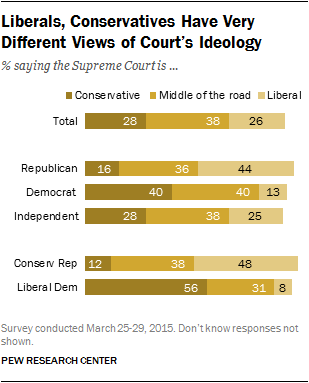 Liberals, Conservatives Have Very
Different Views of Court's Ideology
% saying the Supreme Court is ...
Conservative Middle of the road Liberal
Total 28 38 26
Republican 16 36 44
Democrat 40 40 13
Independent 28 38 25
Conserv Rep 12 38 48
Liberal Dem 56 31 8
Survey conducted March 25-29, 2015. Don't know responses not
shown.
PEW RESEARCH CENTER